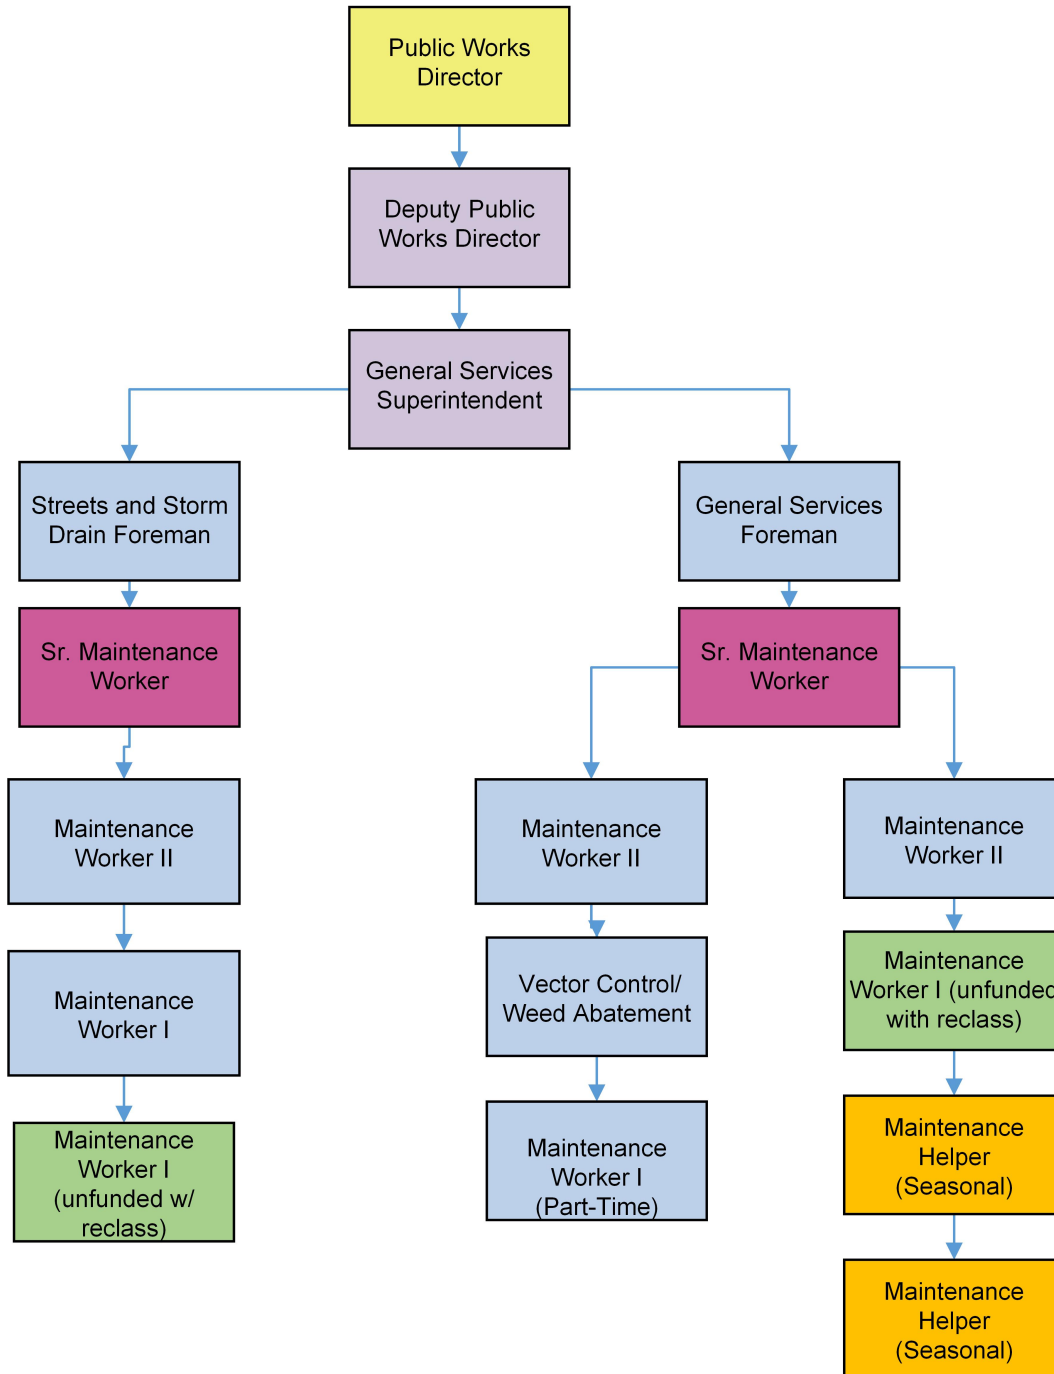 Public Works
Director
Deputy Public
Works Director
General Services
Superintendent
Streets and Storm
Drain Foreman
General Services
Foreman
Sr. Maintenance
Worker
Sr. Maintenance
Worker
Maintenance
Worker II
Maintenance
Worker II
Maintenance
Worker II
Maintenance
Worker I
Vector Control/
Weed Abatement
Maintenance
Worker I (unfunded
with reclass)
Maintenance
Worker I
(unfunded w/
reclass)
Maintenance
Worker I
(Part-Time)
Maintenance
Helper
(Seasonal)
Maintenance
Helper
(Seasonal)